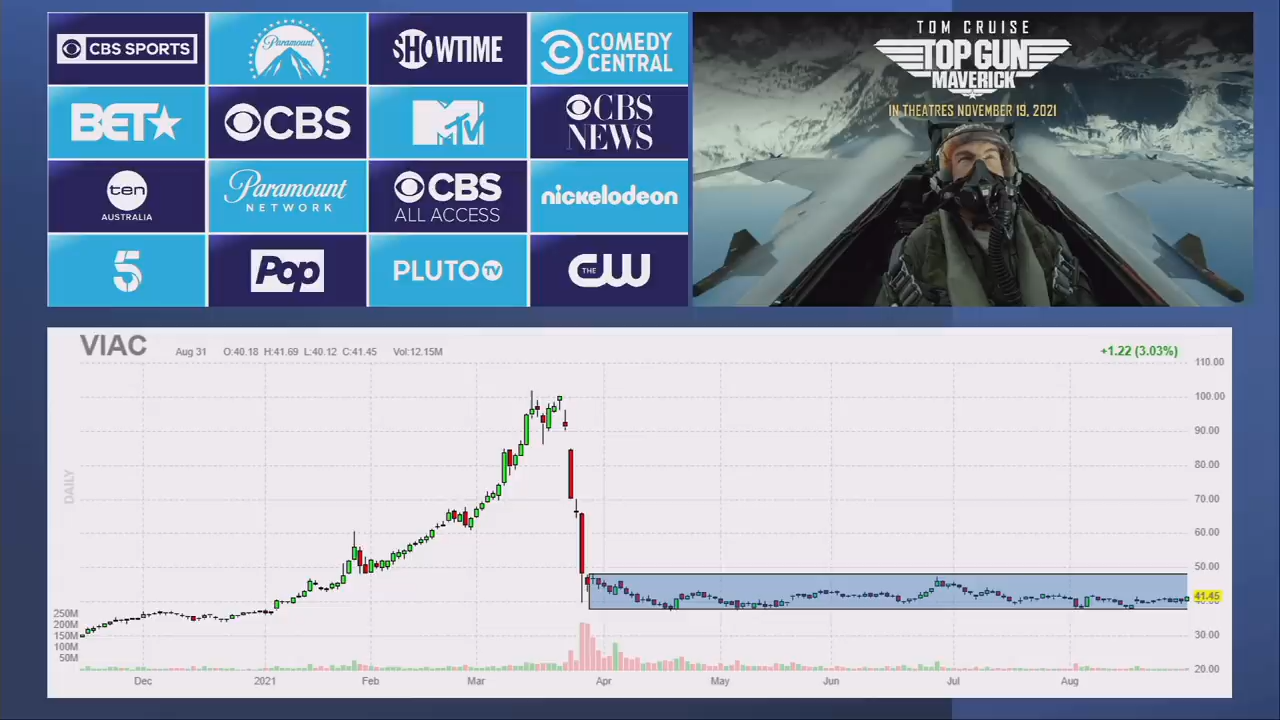 CBS SPORTS
Paramount
SHOWTIME
COMEDY
CENTRAL
BET
CBS
MTV
CBS
NEWS
ten
AUSTRALIA
Paramount
NETWORK
CBS
ALL ACCESS
nickelodeon
5
Pop
PLUTO TV
THE CW
TOM CRUISE
TOP GUN
MAVERICK
IN THEATRES NOVEMBER 19, 2021
VIAC Aug 31 O:40.18 H:41.69 L:40.12 C:41.45 Vol:12.15M +1.22 (3.03%)
110.00
100.00
90.00
80.00
70.00
60.00
50.00
41.45
30.00
20.00
DAILY
250M
200M
150M
100M
50M
Dec 2021 Feb Mar Apr May Jun Jul Aug